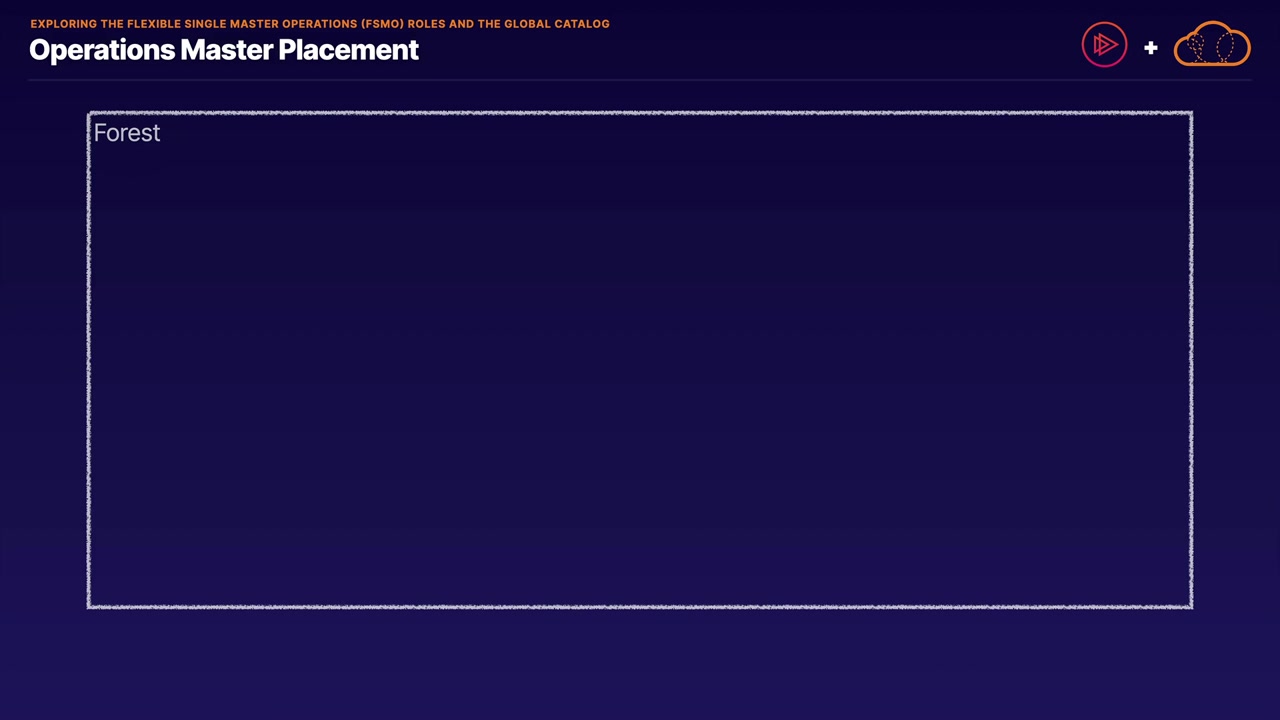 EXPLORING THE FLEXIBLE SINGLE MASTER OPERATIONS (FSMO) ROLES AND THE GLOBAL CATALOG
Operations Master Placement
+
Forest